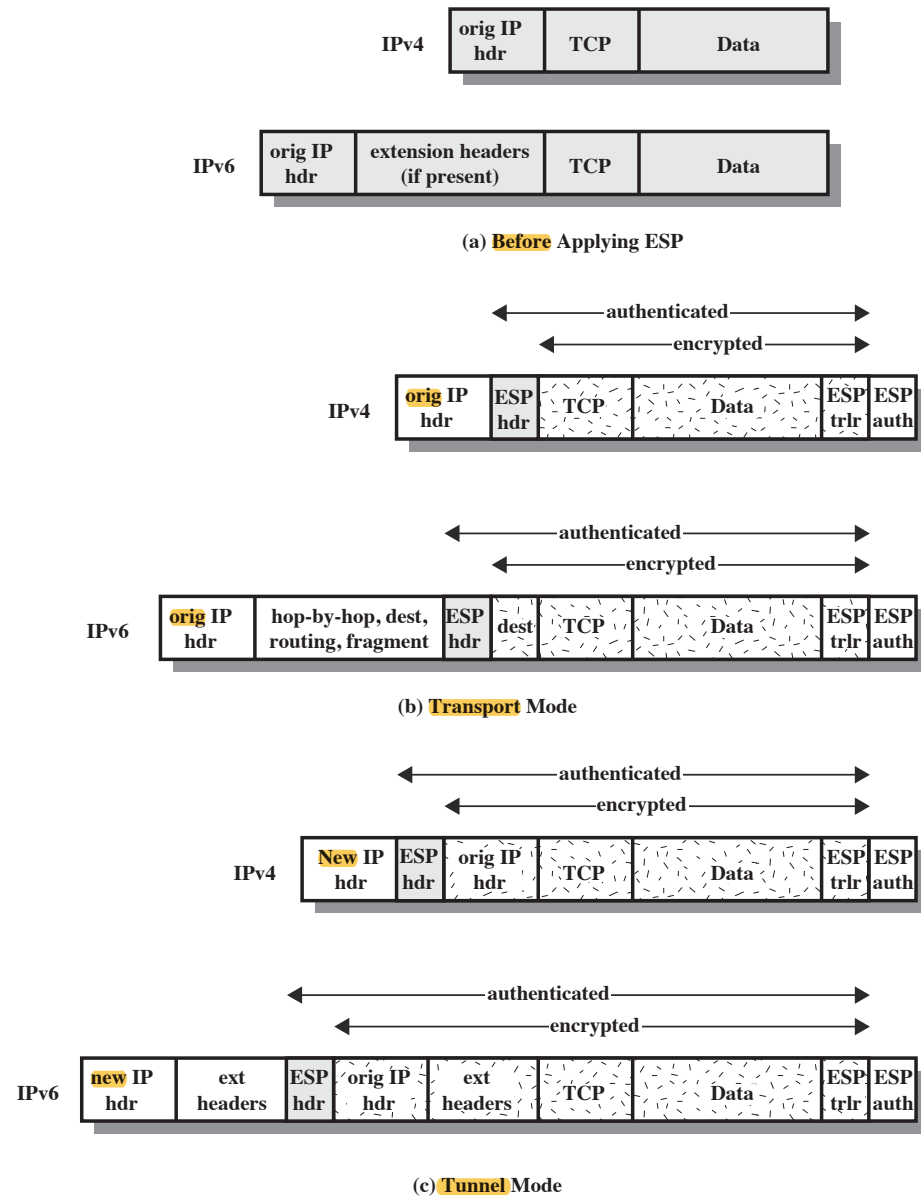 IPv4
orig IP
hdr
TCP
Data
IPv6
orig IP
hdr
extension headers
(if present)
TCP
Data
(a) Before Applying ESP
authenticated
encrypted
IPv4
orig IP
hdr
ESP
hdr
TCP
Data
ESP
trlr
ESP
auth
authenticated
encrypted
IPv6
orig IP
hdr
hop-by-hop, dest,
routing, fragment
ESP
hdr
dest
TCP
Data
ESP
trlr
ESP
auth
(b) Transport Mode
authenticated
encrypted
IPv4
New IP
hdr
ESP
hdr
orig IP
hdr
TCP
Data
ESP
trlr
ESP
auth
authenticated
encrypted
IPv6
new IP
hdr
ext
headers
ESP
hdr
orig IP
hdr
ext
headers
TCP
Data
ESP
trlr
ESP
auth
(c) Tunnel Mode